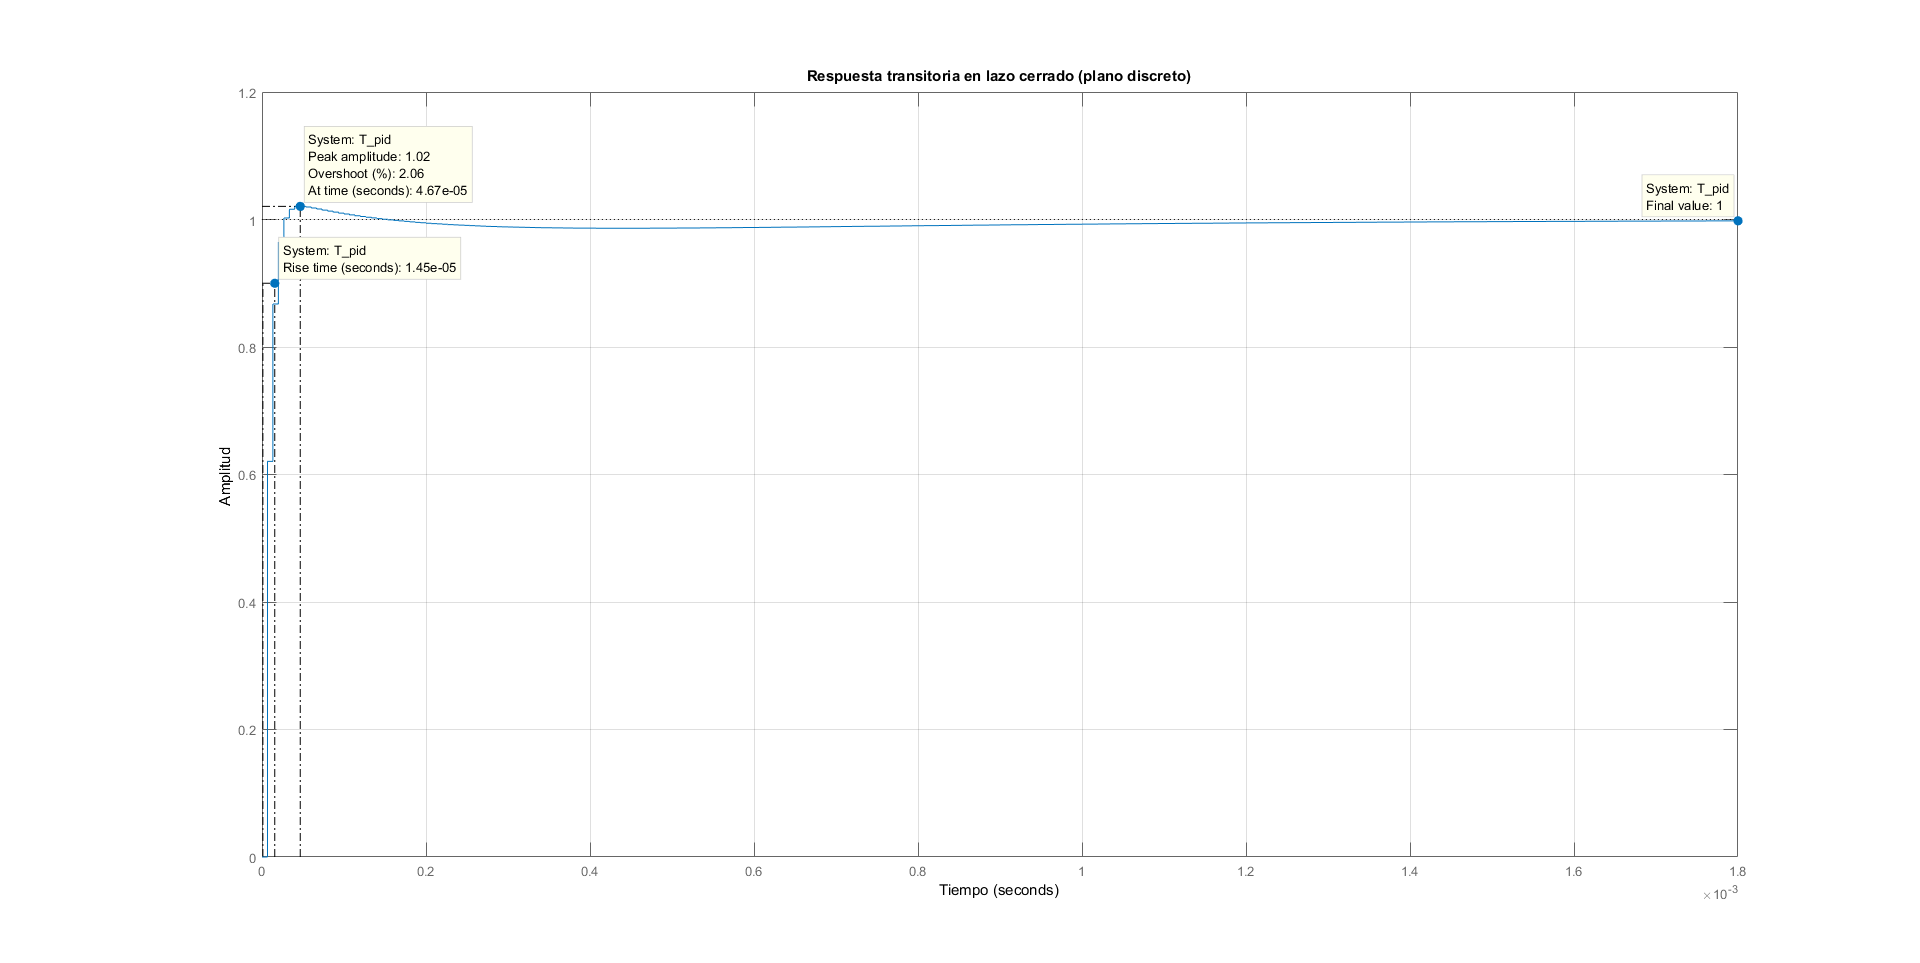 Respuesta transitoria en lazo cerrado (plano discreto)
1.2
System: T_pid
Peak amplitude: 1.02
Overshoot (%): 2.06
At time (seconds): 4.67e-05
System: T_pid
Final value: 1
1
System: T_pid
Rise time (seconds): 1.45e-05
0.8
Amplitud
0.6
0.4
0.2
0
0 0.2 0.4 0.6 0.8 1 1.2 1.4 1.6 1.8
Tiempo (seconds)
×10⁻³